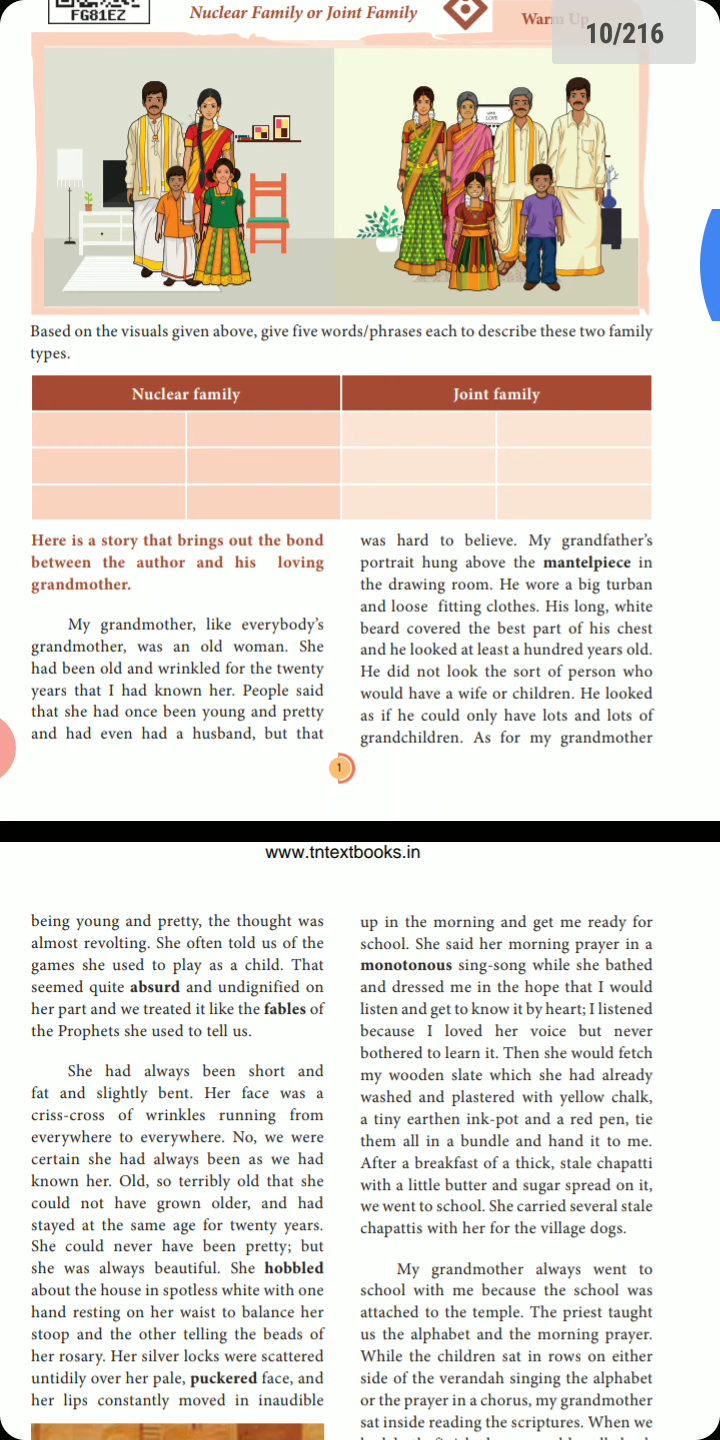 FG81EZ
Nuclear Family or Joint Family
Warm Up
10/216
LOVE
Based on the visuals given above, give five words/phrases each to describe these two family
types.
Nuclear family
Joint family
Here is a story that brings out the bond
between the author and his loving
grandmother.
My grandmother, like everybody's
grandmother, was an old woman. She
had been old and wrinkled for the twenty
years that I had known her. People said
that she had once been young and pretty
and had even had a husband, but that
was hard to believe. My grandfather's
portrait hung above the mantelpiece in
the drawing room. He wore a big turban
and loose fitting clothes. His long, white
beard covered the best part of his chest
and he looked at least a hundred years old.
He did not look the sort of person who
would have a wife or children. He looked
as if he could only have lots and lots of
grandchildren. As for my grandmother
1
www.tntextbooks.in
being young and pretty, the thought was
almost revolting. She often told us of the
games she used to play as a child. That
seemed quite absurd and undignified on
her part and we treated it like the fables of
the Prophets she used to tell us.
She had always been short and
fat and slightly bent. Her face was a
criss-cross of wrinkles running from
everywhere to everywhere. No, we were
certain she had always been as we had
known her. Old, so terribly old that she
could not have grown older, and had
stayed at the same age for twenty years.
She could never have been pretty; but
she was always beautiful. She hobbled
about the house in spotless white with one
hand resting on her waist to balance her
stoop and the other telling the beads of
her rosary. Her silver locks were scattered
untidily over her pale, puckered face, and
her lips constantly moved in inaudible
up in the morning and get me ready for
school. She said her morning prayer in a
monotonous sing-song while she bathed
and dressed me in the hope that I would
listen and get to know it by heart; I listened
because I loved her voice but never
bothered to learn it. Then she would fetch
my wooden slate which she had already
washed and plastered with yellow chalk,
a tiny earthen ink-pot and a red pen, tie
them all in a bundle and hand it to me.
After a breakfast of a thick, stale chapatti
with a little butter and sugar spread on it,
we went to school. She carried several stale
chapattis with her for the village dogs.
My grandmother always went to
school with me because the school was
attached to the temple. The priest taught
us the alphabet and the morning prayer.
While the children sat in rows on either
side of the verandah singing the alphabet
or the prayer in a chorus, my grandmother
sat inside reading the scriptures. When we